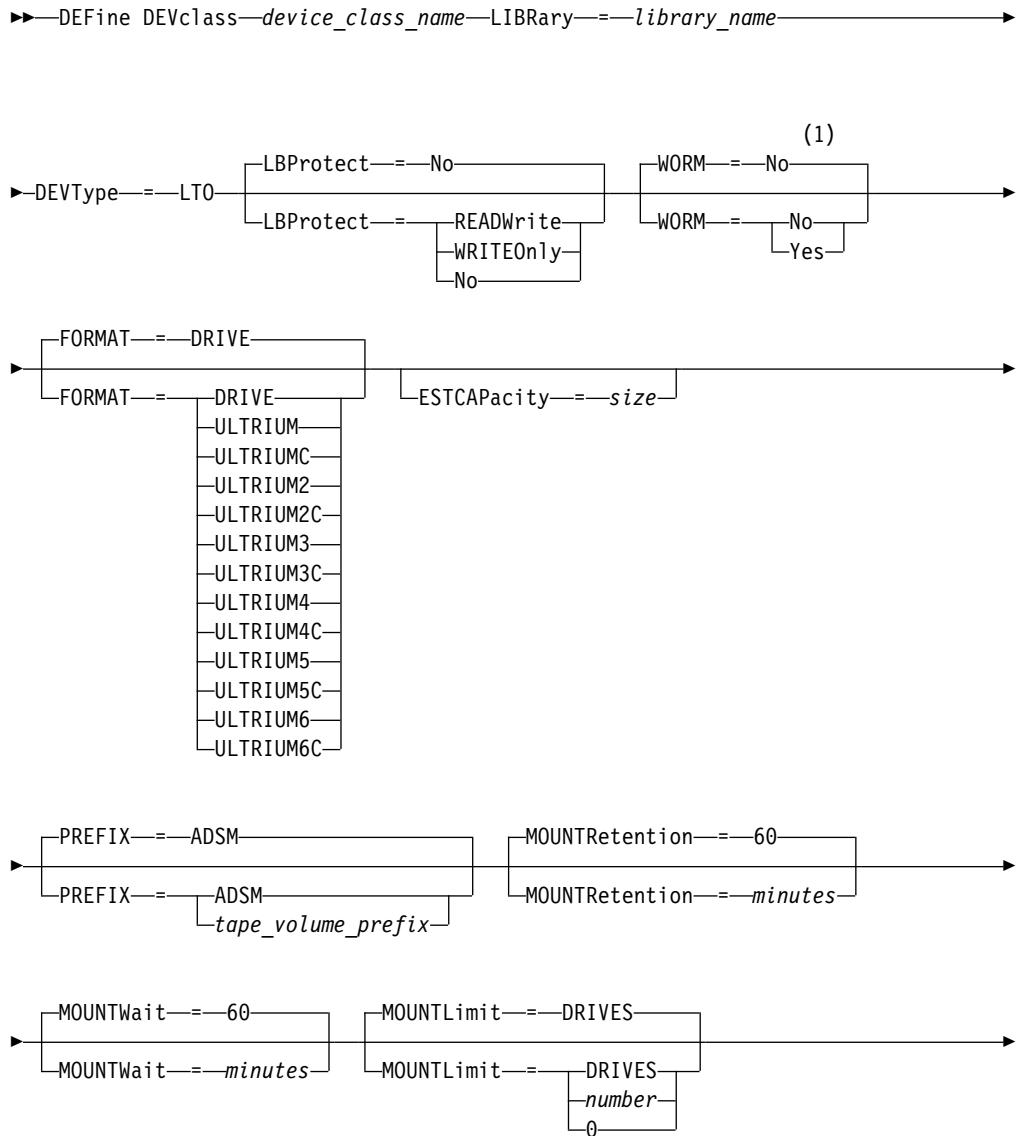 DEFine DEVclass device_class_name LIBRary = library_name
(1)
LBProtect = No WORM = No
DEVType = LTO
LBProtect = READWrite WORM = No
WRITEOnly Yes
No
FORMAT = DRIVE
FORMAT = DRIVE ESTCAPacity = size
ULTRIUM
ULTRIUMC
ULTRIUM2
ULTRIUM2C
ULTRIUM3
ULTRIUM3C
ULTRIUM4
ULTRIUM4C
ULTRIUM5
ULTRIUM5C
ULTRIUM6
ULTRIUM6C
PREFIX = ADSM MOUNTRetention = 60
PREFIX = ADSM MOUNTRetention = minutes
tape_volume_prefix
MOUNTWait = 60 MOUNTLimit = DRIVES
MOUNTWait = minutes MOUNTLimit = DRIVES
number
0